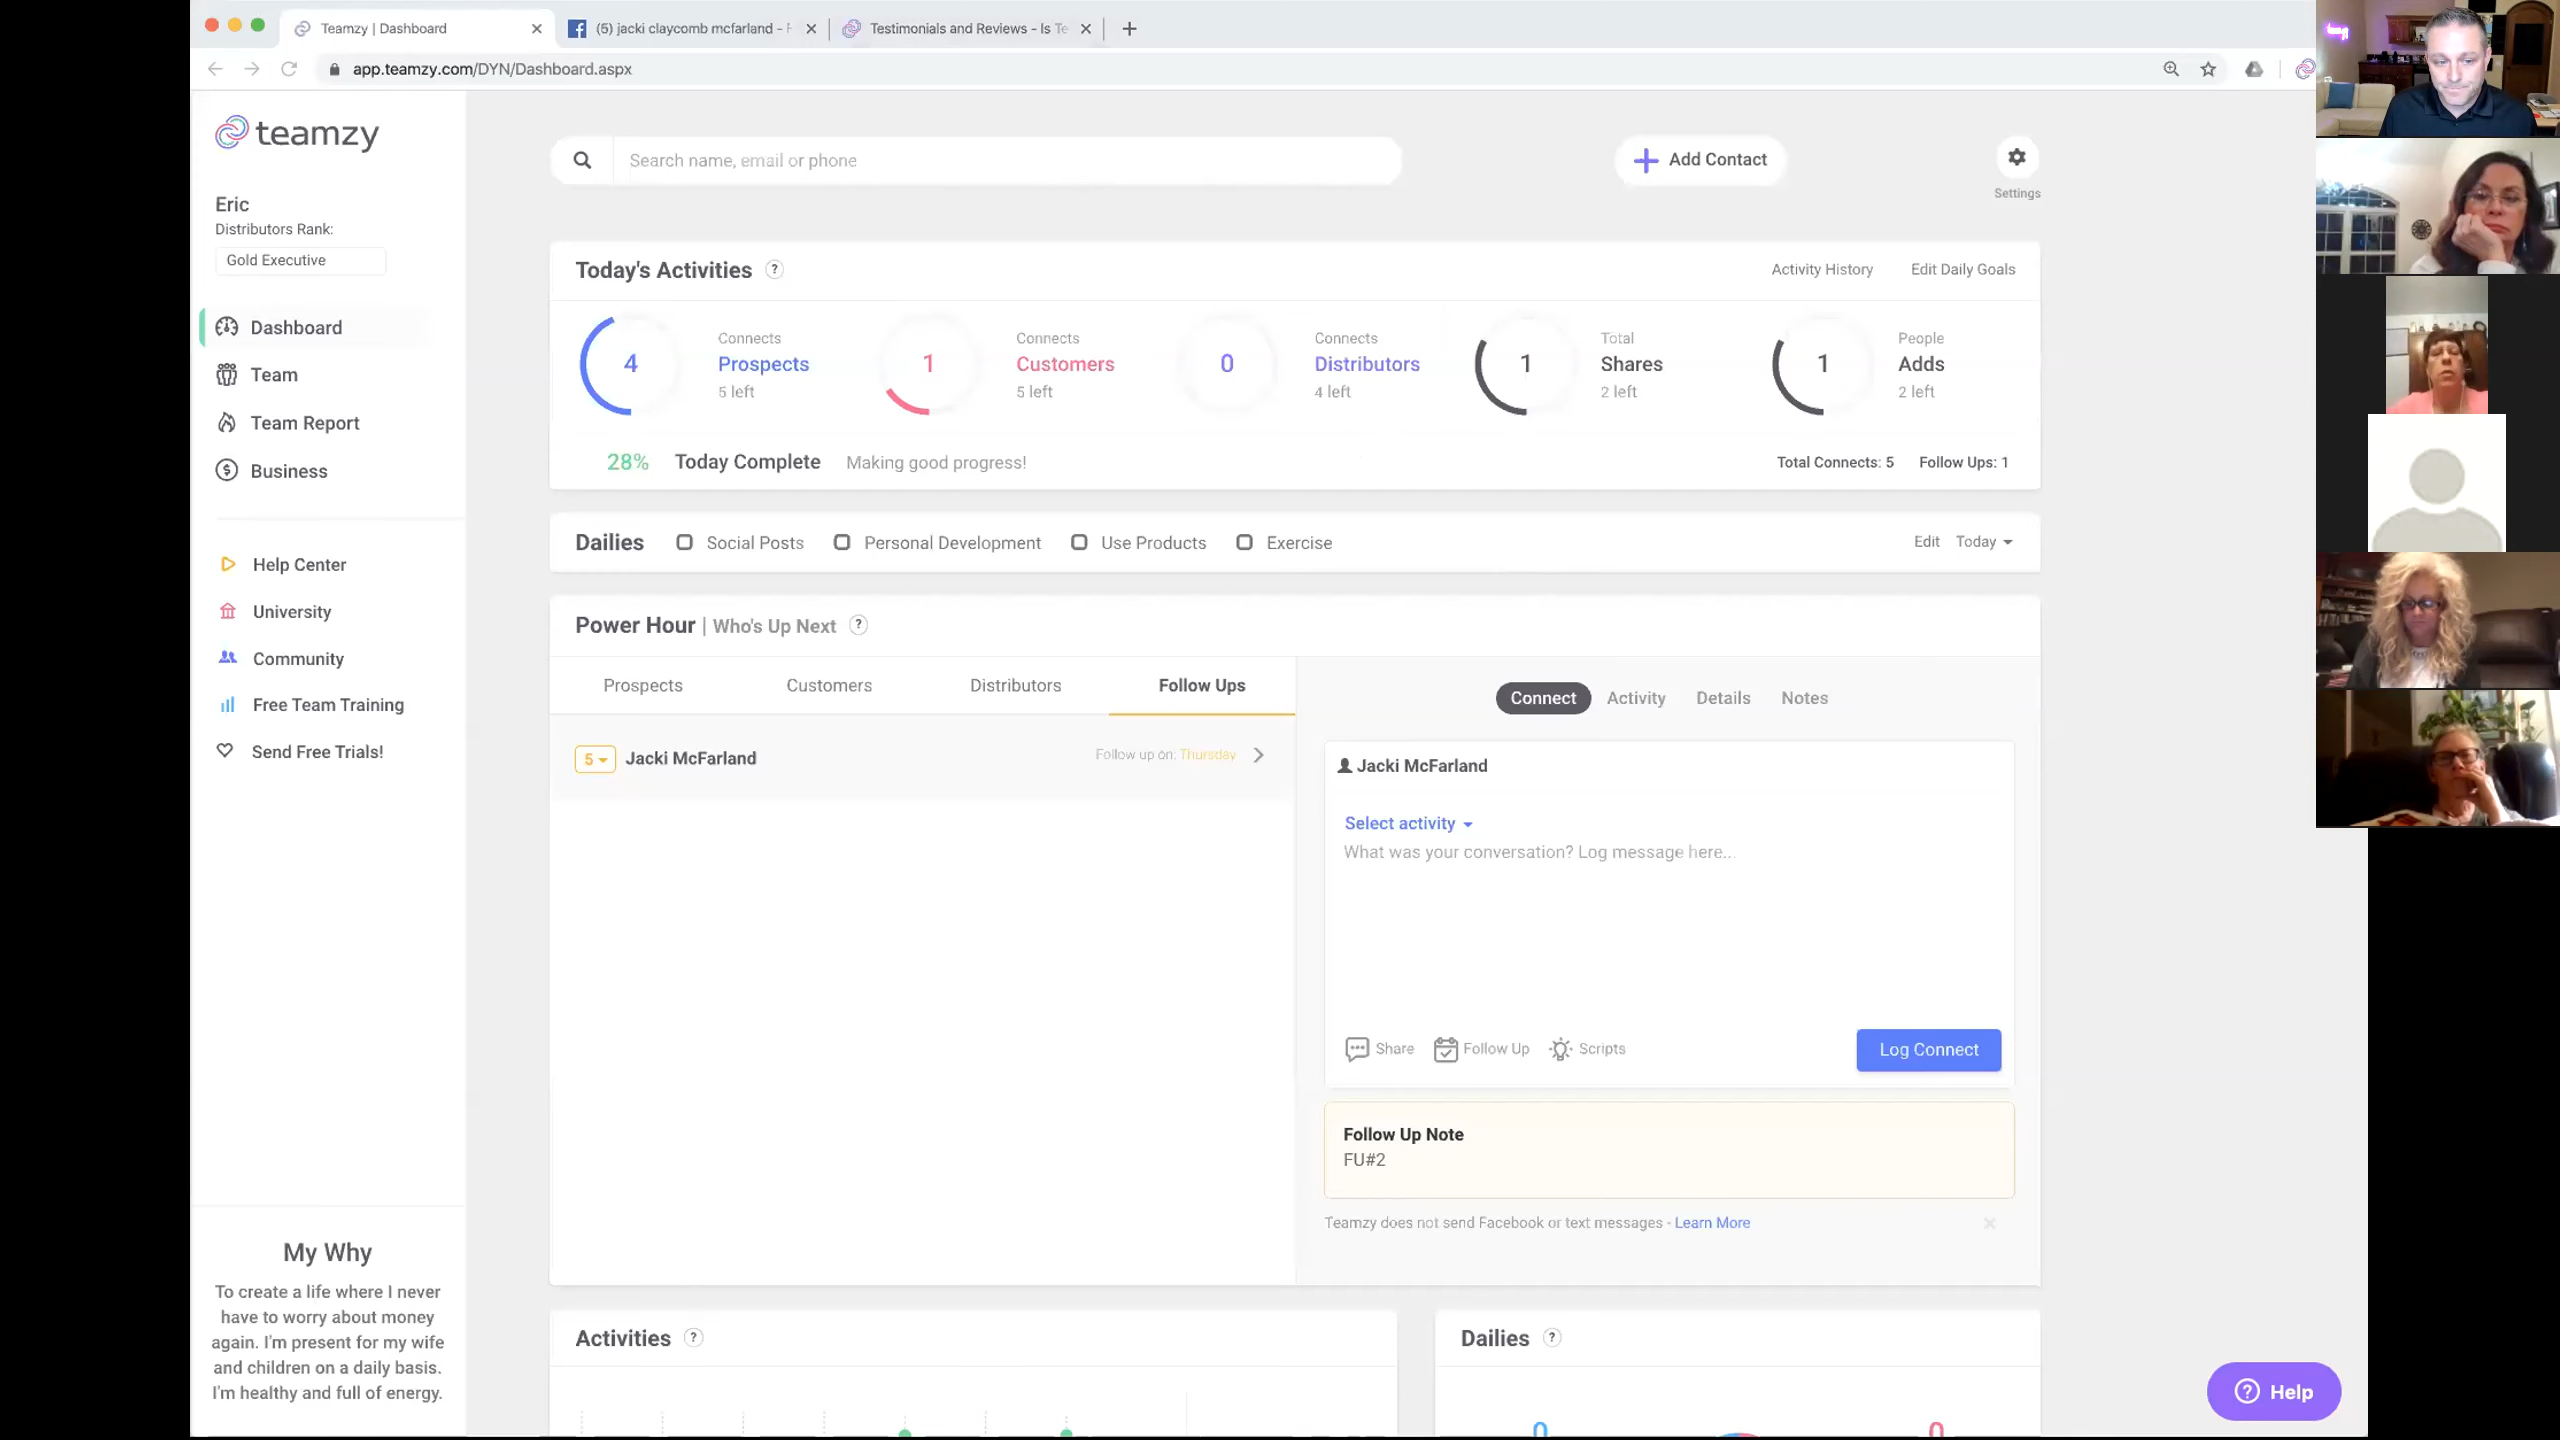 Teamzy | Dashboard
(5) jacki claycomb mcfarland - F
Testimonials and Reviews - Is Te
app.teamzy.com/DYN/Dashboard.aspx
teamzy
Eric
Distributors Rank:
Gold Executive
Dashboard
Team
Team Report
Business
Help Center
University
Community
Free Team Training
Send Free Trials!
My Why
To create a life where I never
have to worry about money
again. I'm present for my wife
and children on a daily basis.
I'm healthy and full of energy.
Search name, email or phone
Add Contact
Settings
Today's Activities ?
Activity History Edit Daily Goals
4 Connects Prospects 5 left
1 Connects Customers 5 left
0 Connects Distributors 4 left
1 Total Shares 2 left
1 People Adds 2 left
28% Today Complete Making good progress!
Total Connects: 5 Follow Ups: 1
Dailies Social Posts Personal Development Use Products Exercise
Edit Today
Power Hour | Who's Up Next ?
Prospects Customers Distributors Follow Ups
5 Jacki McFarland Follow up on: Thursday
Connect Activity Details Notes
Jacki McFarland
Select activity
What was your conversation? Log message here...
Share Follow Up Scripts
Log Connect
Follow Up Note
FU#2
Teamzy does not send Facebook or text messages - Learn More
Activities ?
Dailies ?
0 0
Help